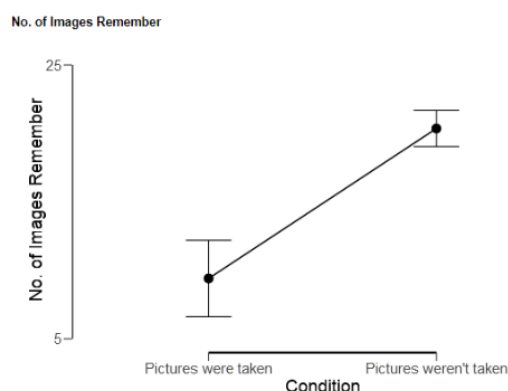 No. of Images Remember
25
No. of Images Remember
5
Pictures were taken
Pictures weren't taken
Condition